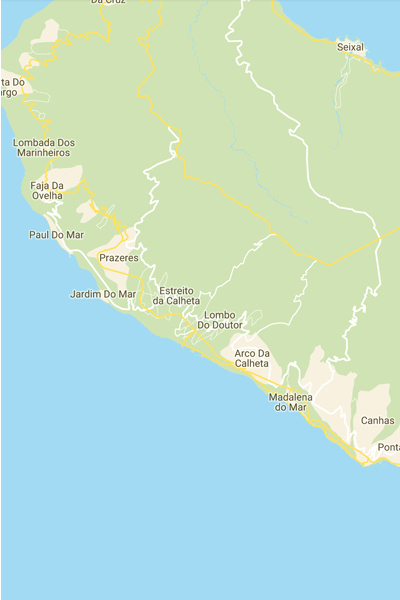 Da Cruz
Seixal
ta Do
argo
Lombada Dos
Marinheiros
Faja Da
Ovelha
Paul Do Mar
Prazeres
Jardim Do Mar
Estreito
da Calheta
Lombo
Do Doutor
Arco Da
Calheta
Madalena
do Mar
Canhas
Ponta